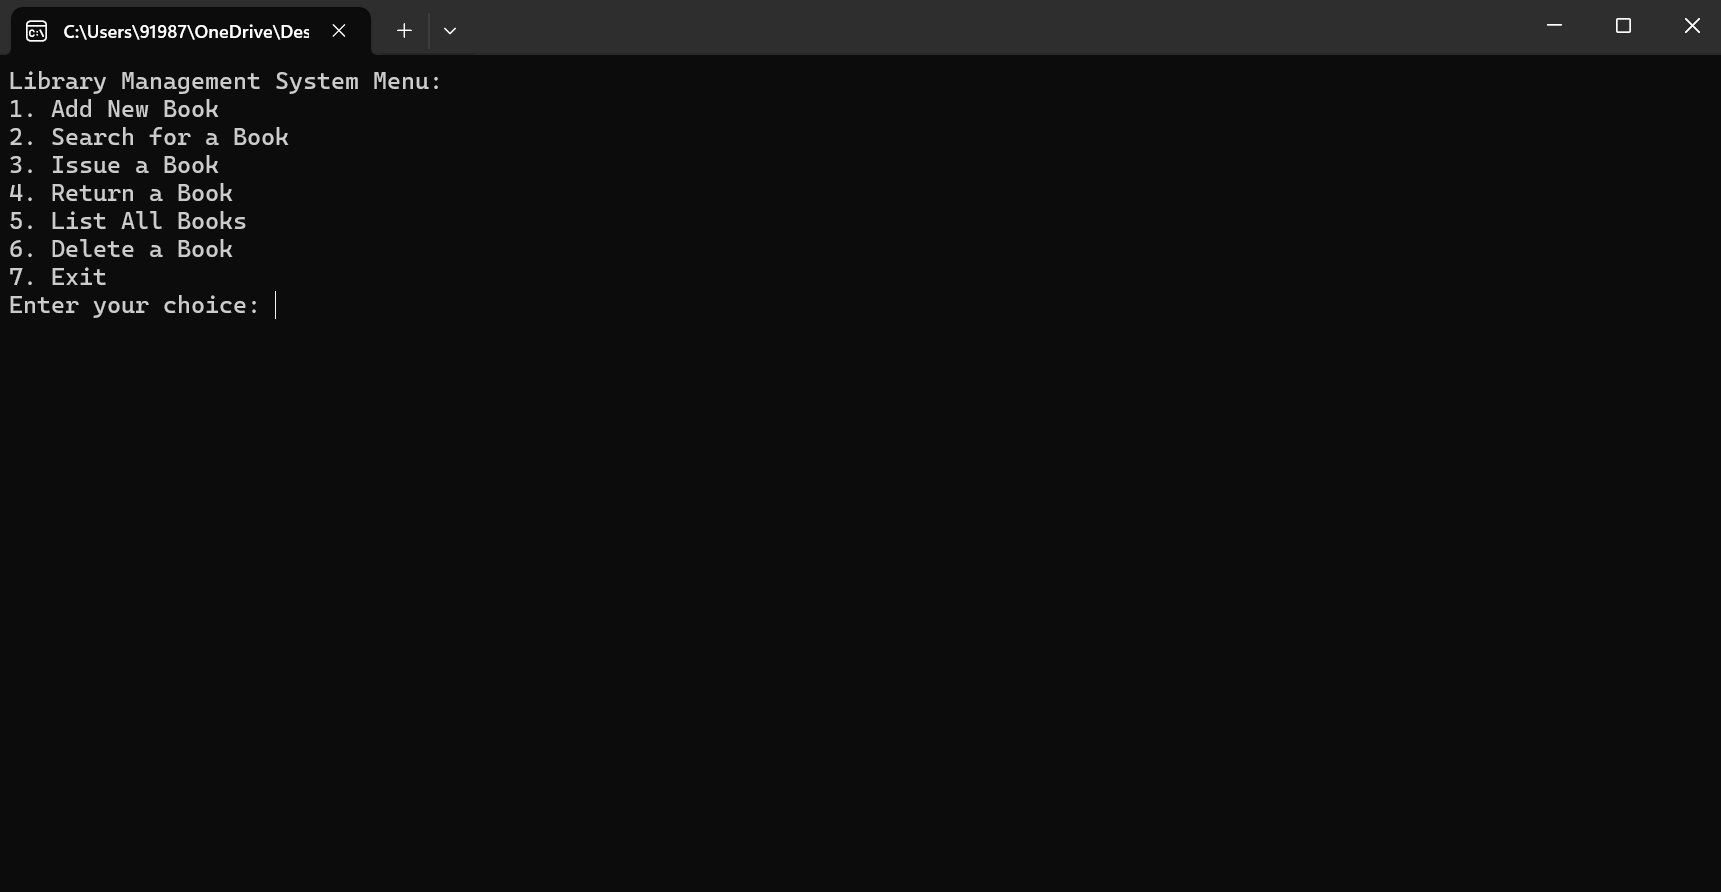 C:\Users\91987\OneDrive\Des
Library Management System Menu:
1. Add New Book
2. Search for a Book
3. Issue a Book
4. Return a Book
5. List All Books
6. Delete a Book
7. Exit
Enter your choice: